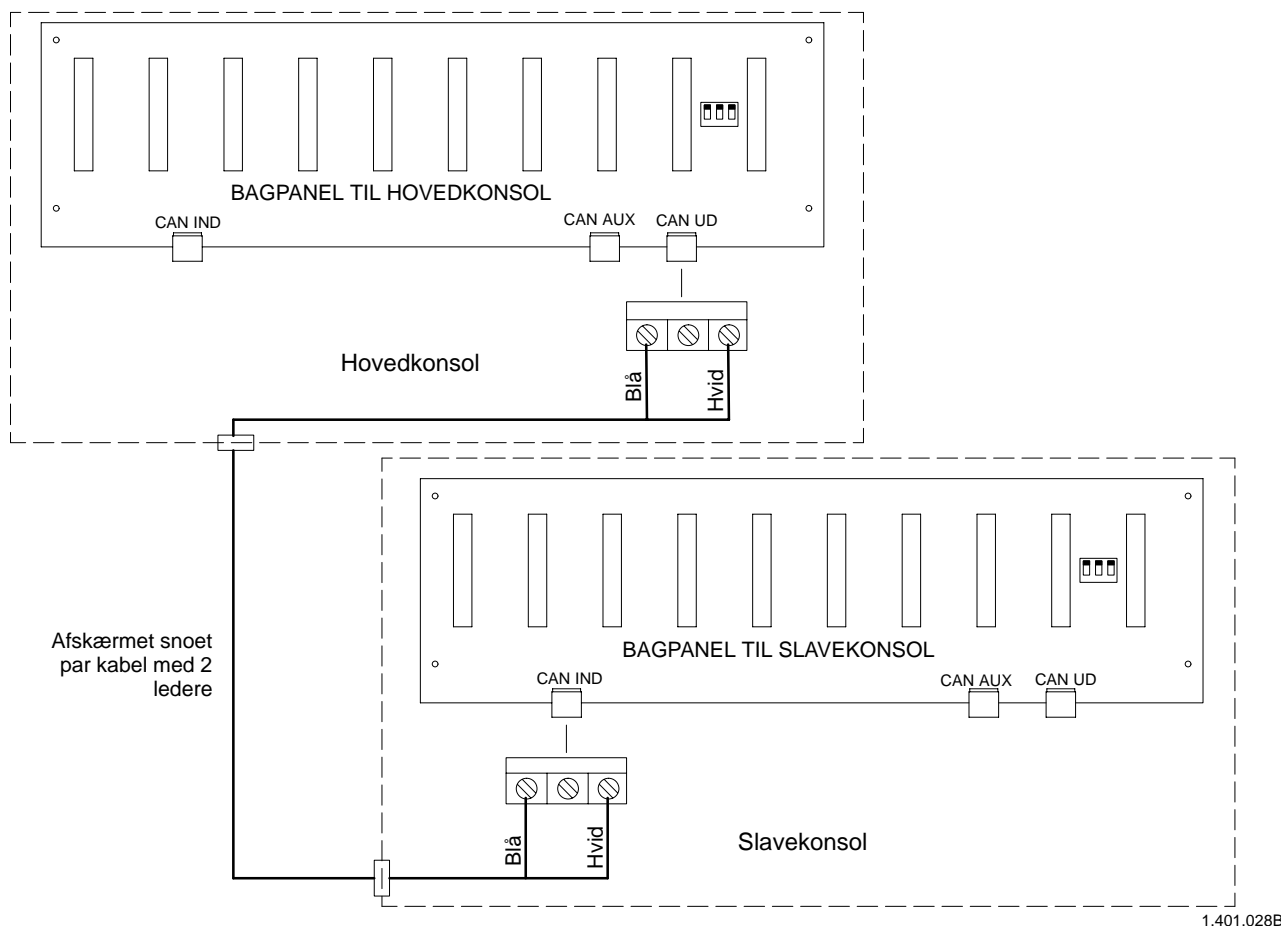 BAGPANEL TIL HOVEDKONSOL
CAN IND
CAN AUX
CAN UD
Hovedkonsol
Blå
Hvid
Afskærmet snoet
par kabel med 2
ledere
BAGPANEL TIL SLAVEKONSOL
CAN IND
CAN AUX
CAN UD
Blå
Hvid
Slavekonsol
1.401.028B